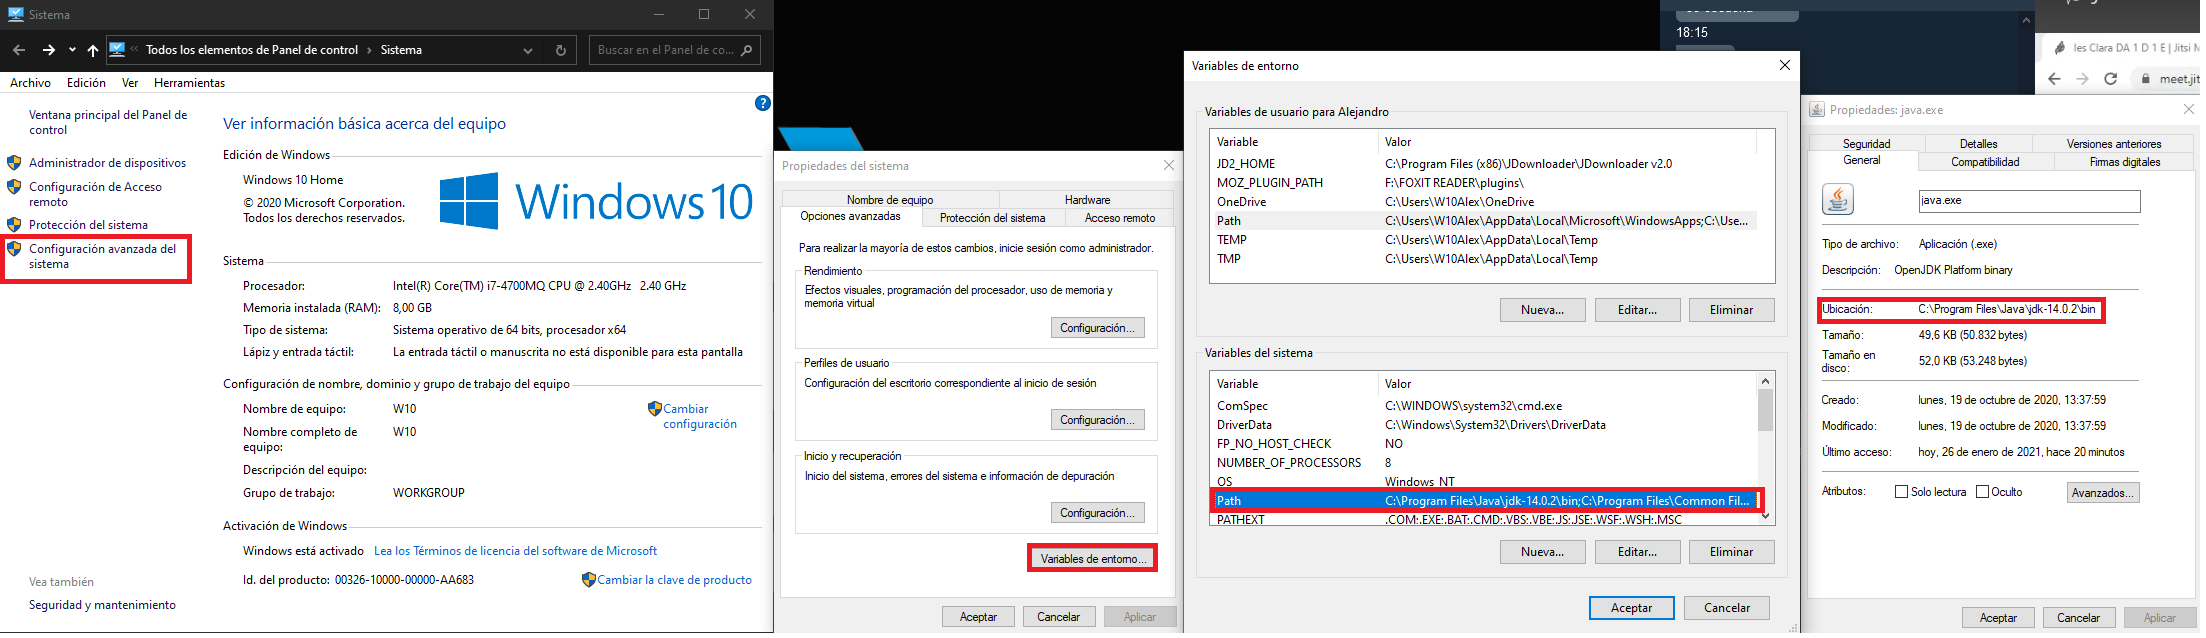 Sistema
Todos los elementos de Panel de control › Sistema
Buscar en el Panel de co...
Archivo Edición Ver Herramientas
Ventana principal del Panel de
control
Administrador de dispositivos
Configuración de Acceso
remoto
Protección del sistema
Configuración avanzada del
sistema
Vea también
Seguridad y mantenimiento
Ver información básica acerca del equipo
Edición de Windows
Windows 10 Home
© 2020 Microsoft Corporation.
Todos los derechos reservados.
Windows 10
Sistema
Procesador: Intel(R) Core(TM) i7-4700MQ CPU @ 2.40GHz 2.40 GHz
Memoria instalada (RAM): 8,00 GB
Tipo de sistema: Sistema operativo de 64 bits, procesador x64
Lápiz y entrada táctil: La entrada táctil o manuscrita no está disponible para esta pantalla
Configuración de nombre, dominio y grupo de trabajo del equipo
Nombre de equipo: W10
Cambiar
configuración
Nombre completo de
equipo: W10
Descripción del equipo:
Grupo de trabajo: WORKGROUP
Activación de Windows
Windows está activado Lea los Términos de licencia del software de Microsoft
Id. del producto: 00326-10000-00000-AA683
Cambiar la clave de producto
Propiedades del sistema
Nombre de equipo Hardware
Opciones avanzadas Protección del sistema Acceso remoto
Para realizar la mayoría de estos cambios, inicie sesión como administrador.
Rendimiento
Efectos visuales, programación del procesador, uso de memoria y
memoria virtual
Configuración...
Perfiles de usuario
Configuración del escritorio correspondiente al inicio de sesión
Configuración...
Inicio y recuperación
Inicio del sistema, errores del sistema e información de depuración
Configuración...
Variables de entorno...
Aceptar Cancelar Aplicar
Variables de entorno
Variables de usuario para Alejandro
Variable Valor
JD2_HOME C:\Program Files (x86)\JDownloader\JDownloader v2.0
MOZ_PLUGIN_PATH F:\FOXIT READER\plugins\
OneDrive C:\Users\W10Alex\OneDrive
Path C:\Users\W10Alex\AppData\Local\Microsoft\WindowsApps;C:\Use...
TEMP C:\Users\W10Alex\AppData\Local\Temp
TMP C:\Users\W10Alex\AppData\Local\Temp
Nueva... Editar... Eliminar
Variables del sistema
Variable Valor
ComSpec C:\WINDOWS\system32\cmd.exe
DriverData C:\Windows\System32\Drivers\DriverData
FP_NO_HOST_CHECK NO
NUMBER_OF_PROCESSORS 8
OS Windows_NT
Path C:\Program Files\Java\jdk-14.0.2\bin;C:\Program Files\Common Fil...
PATHEXT .COM;.EXE;.BAT;.CMD;.VBS;.VBE;.JS;.JSE;.WSF;.WSH;.MSC
Nueva... Editar... Eliminar
Aceptar Cancelar
18:15
Ies Clara DA 1 D 1 E | Jitsi M
meet.jit
Propiedades: java.exe
Seguridad Detalles Versiones anteriores
General Compatibilidad Firmas digitales
java.exe
Tipo de archivo: Aplicación (.exe)
Descripción: OpenJDK Platform binary
Ubicación: C:\Program Files\Java\jdk-14.0.2\bin
Tamaño: 49,6 KB (50.832 bytes)
Tamaño en
disco: 52,0 KB (53.248 bytes)
Creado: lunes, 19 de octubre de 2020, 13:37:59
Modificado: lunes, 19 de octubre de 2020, 13:37:59
Último acceso: hoy, 26 de enero de 2021, hace 20 minutos
Atributos: Solo lectura Oculto Avanzados...
Aceptar Cancelar Aplicar